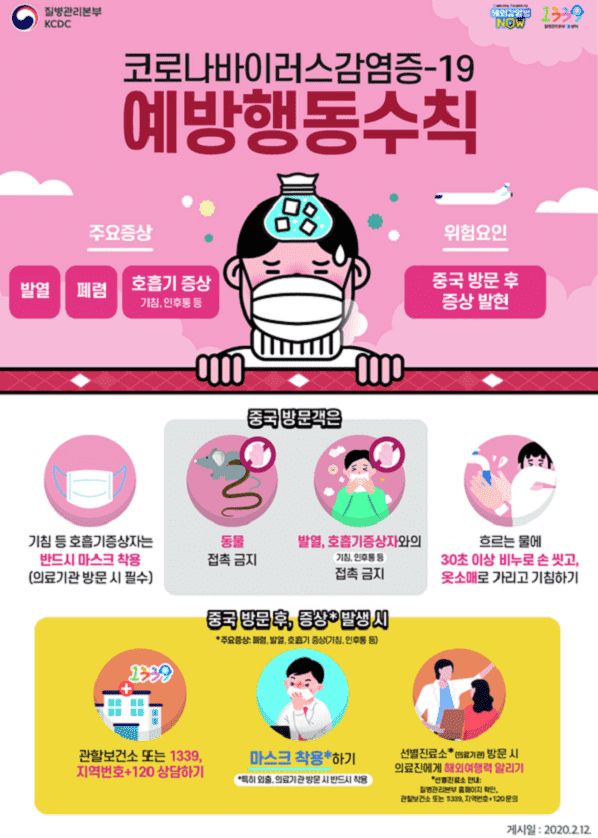 질병관리본부
KCDC
해외감염병
NOW
1339
코로나바이러스감염증-19
예방행동수칙
주요증상
발열
폐렴
호흡기 증상
기침, 인후통 등
위험요인
중국 방문 후
증상 발현
중국 방문객은
기침 등 호흡기증상자는
반드시 마스크 착용
(의료기관 방문 시 필수)
동물
접촉 금지
발열, 호흡기증상자와의
기침, 인후통 등
접촉 금지
흐르는 물에
30초 이상 비누로 손 씻고,
옷소매로 가리고 기침하기
중국 방문 후, 증상* 발생 시
*주요증상: 폐렴, 발열, 호흡기 증상(기침, 인후통 등)
1339
관할보건소 또는 1339,
지역번호+120 상담하기
마스크 착용*하기
*특히 외출, 의료기관 방문 시 반드시 착용
선별진료소* (의료기관) 방문 시
의료진에게 해외여행력 알리기
*선별진료소 안내:
질병관리본부 홈페이지 확인,
관할보건소 또는 1339, 지역번호+120 문의
게시일 : 2020.2.12.